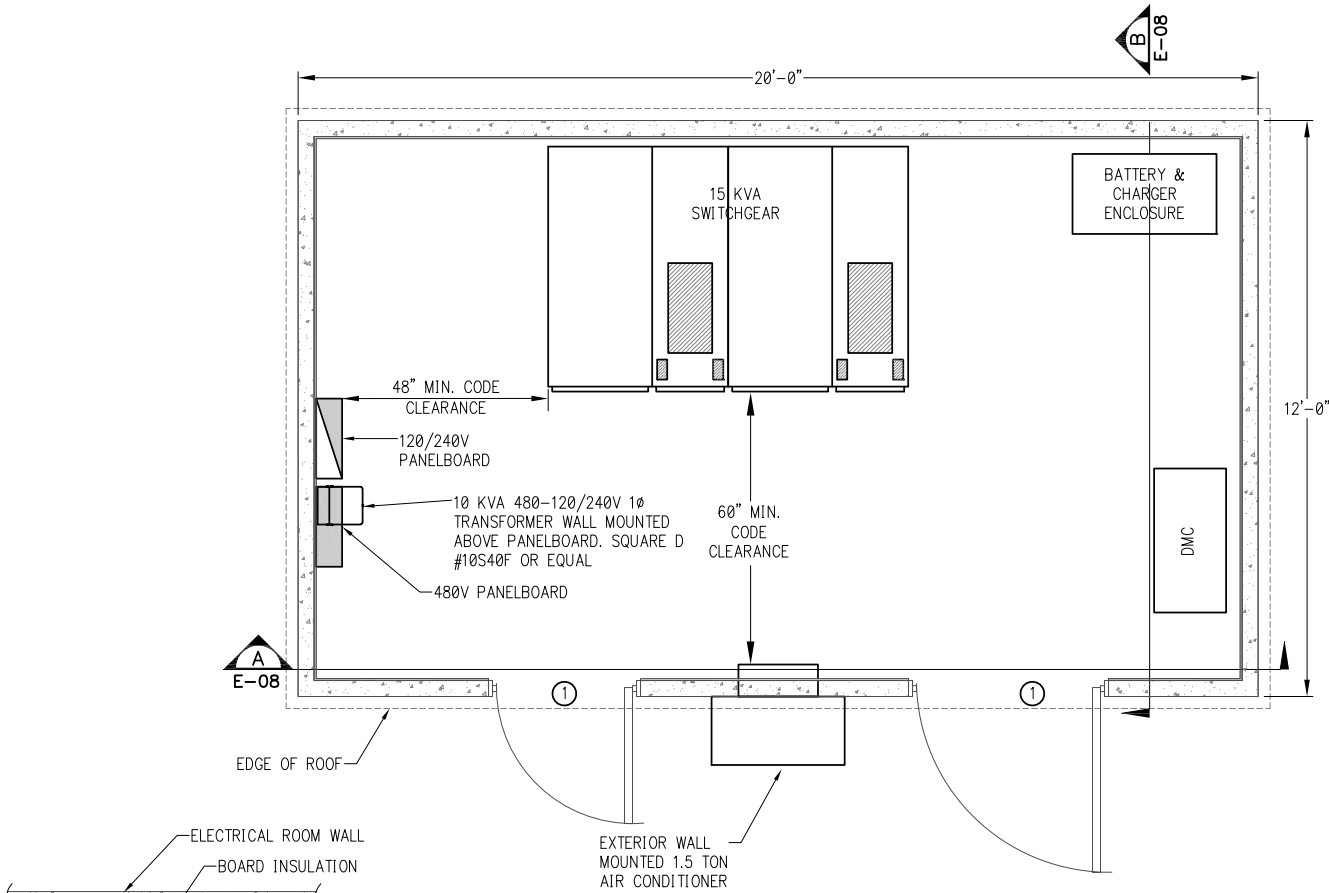 B
E-08
20'-0"
15 KVA
SWITCHGEAR
BATTERY &
CHARGER
ENCLOSURE
48" MIN. CODE
CLEARANCE
12'-0"
120/240V
PANELBOARD
10 KVA 480-120/240V 1ø
TRANSFORMER WALL MOUNTED
ABOVE PANELBOARD. SQUARE D
#10S40F OR EQUAL
60" MIN.
CODE
CLEARANCE
DMC
480V PANELBOARD
A
E-08
1
1
EDGE OF ROOF
ELECTRICAL ROOM WALL
BOARD INSULATION
EXTERIOR WALL
MOUNTED 1.5 TON
AIR CONDITIONER